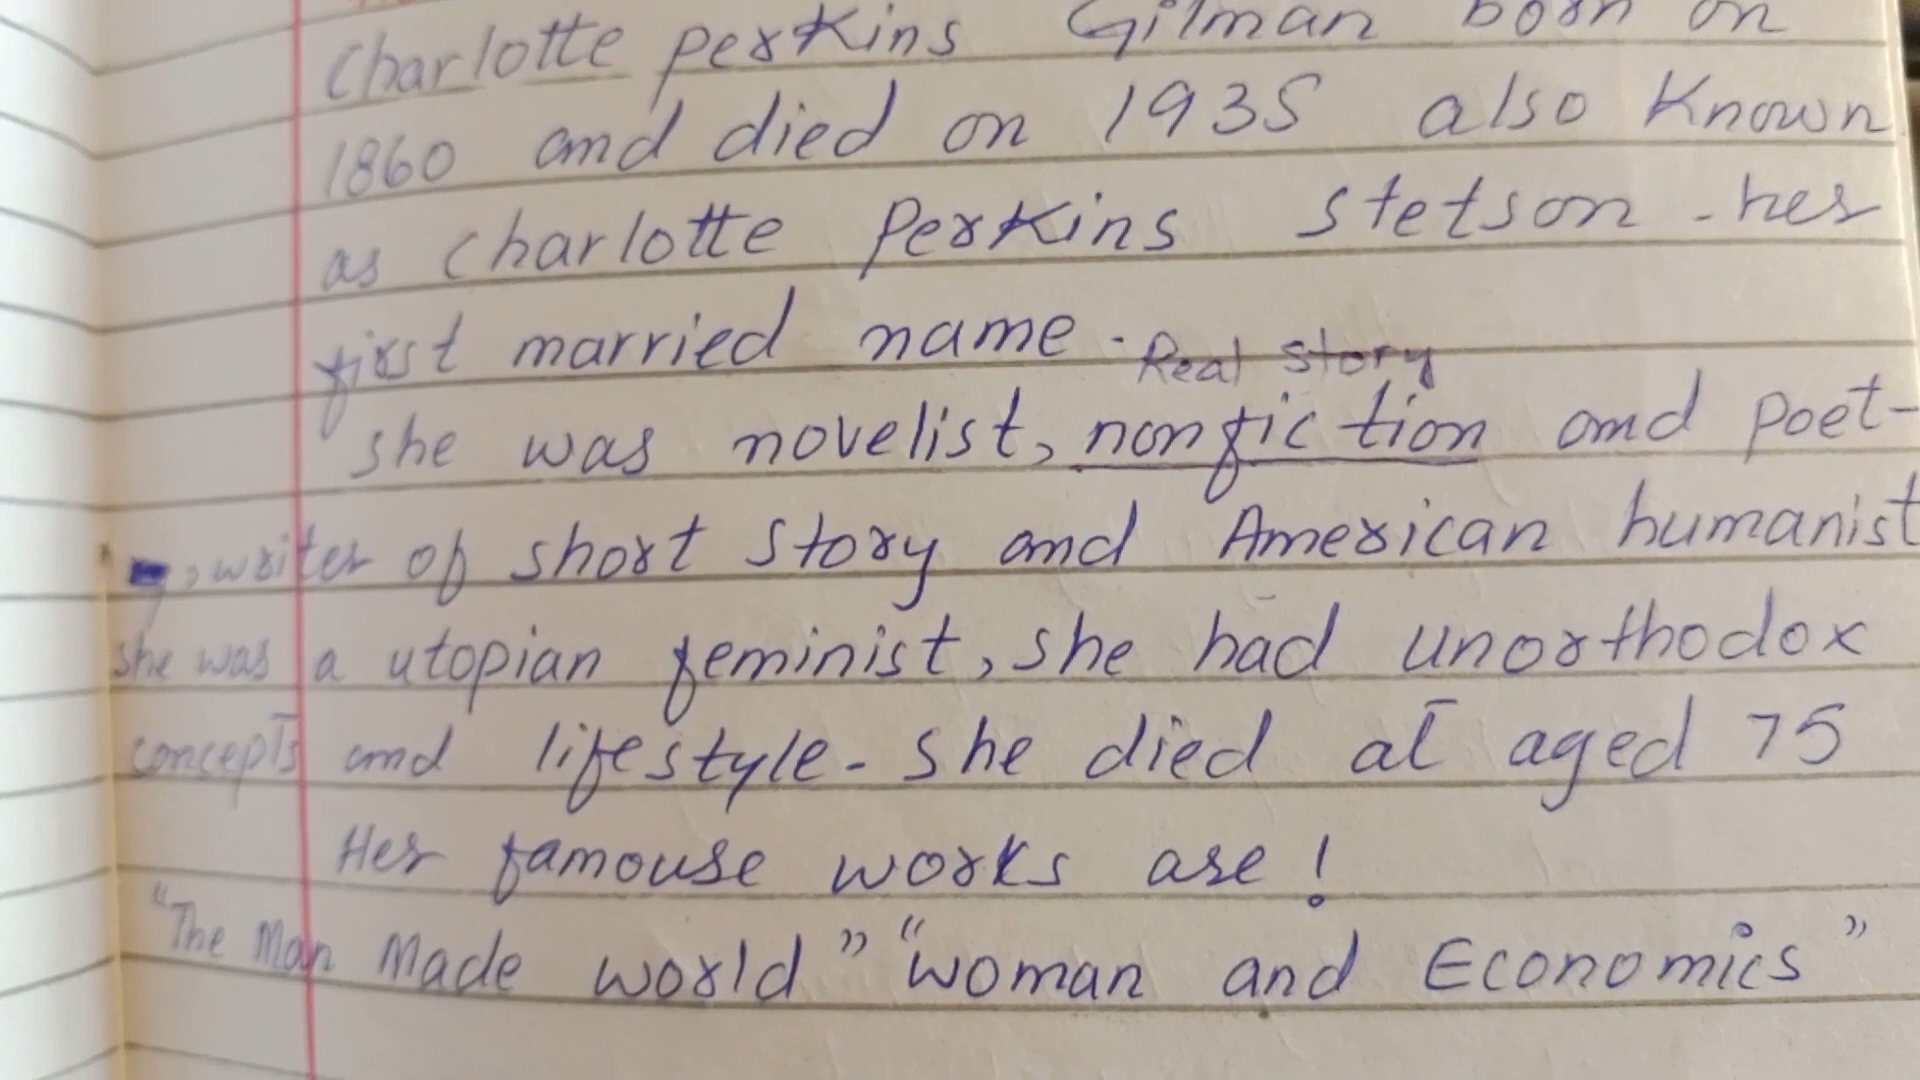 Charlotte perkins Gilman born on
1860 and died on 1935 also Known
as Charlotte Perkins Stetson - her
first married name .
Real story
she was novelist, nonfiction and poet-
, writer of short story and American humanist
she was a utopian feminist, she had unorthodox
concepts and lifestyle - she died at aged 75
Her famouse works are !
"The Man Made world" "woman and Economics"